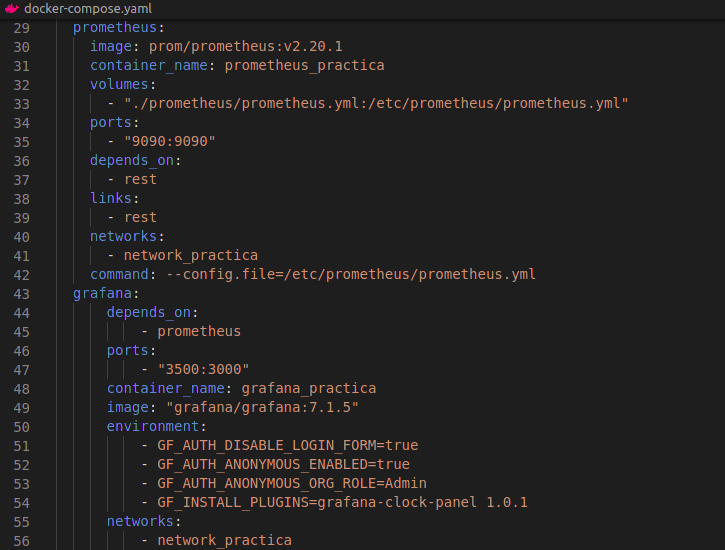 docker-compose.yaml
29 prometheus:
30 image: prom/prometheus:v2.20.1
31 container_name: prometheus_practica
32 volumes:
33 - "./prometheus/prometheus.yml:/etc/prometheus/prometheus.yml"
34 ports:
35 - "9090:9090"
36 depends_on:
37 - rest
38 links:
39 - rest
40 networks:
41 - network_practica
42 command: --config.file=/etc/prometheus/prometheus.yml
43 grafana:
44 depends_on:
45 - prometheus
46 ports:
47 - "3500:3000"
48 container_name: grafana_practica
49 image: "grafana/grafana:7.1.5"
50 environment:
51 - GF_AUTH_DISABLE_LOGIN_FORM=true
52 - GF_AUTH_ANONYMOUS_ENABLED=true
53 - GF_AUTH_ANONYMOUS_ORG_ROLE=Admin
54 - GF_INSTALL_PLUGINS=grafana-clock-panel 1.0.1
55 networks:
56 - network_practica